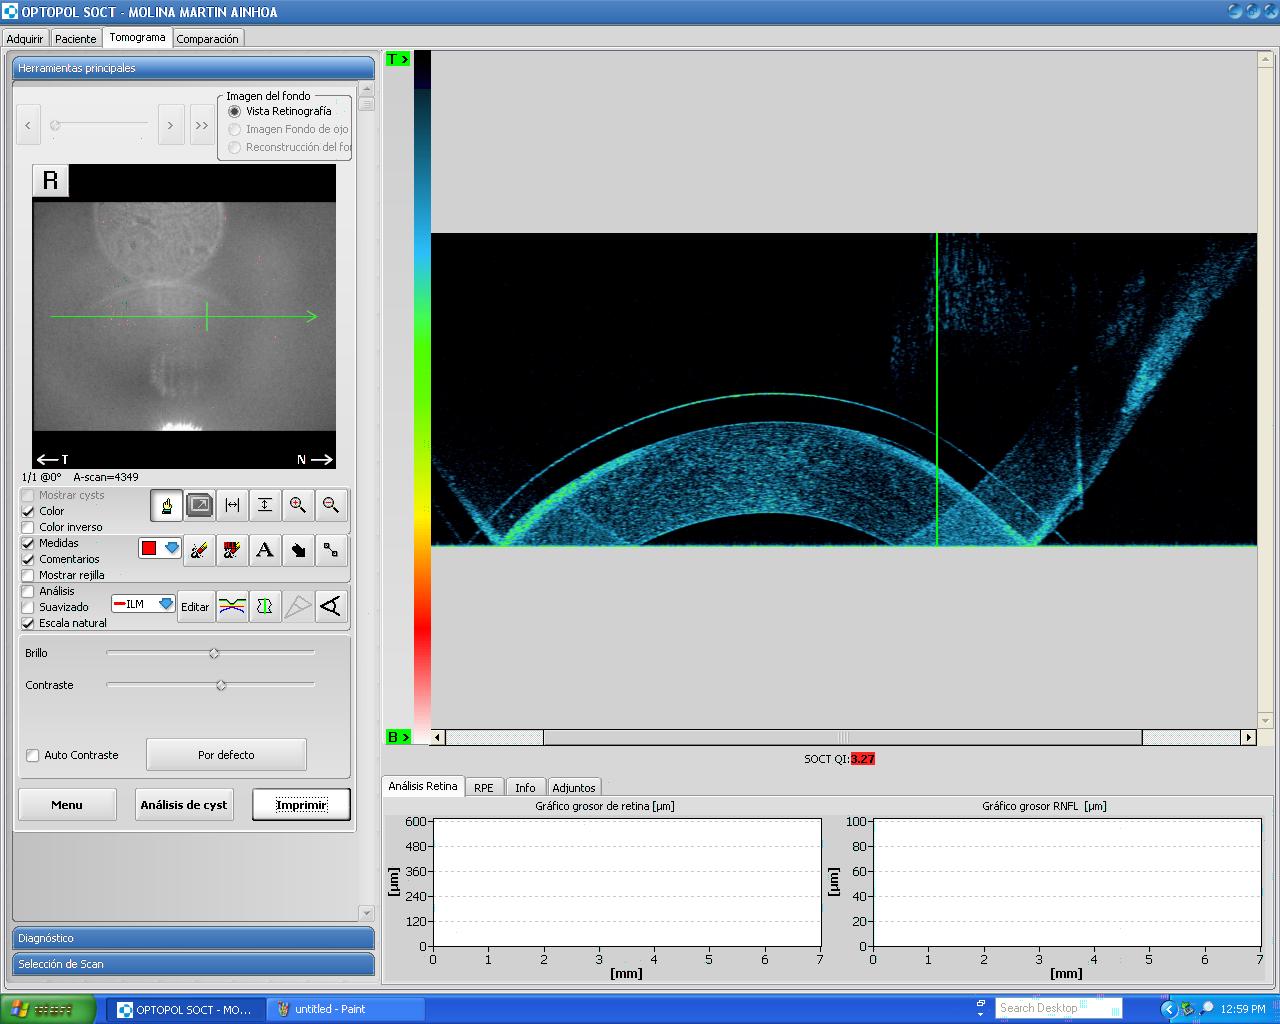 OPTOPOL SOCT - MOLINA MARTIN AINHOA
Adquirir Paciente Tomograma Comparación
Herramientas principales
Imagen del fondo
Vista Retinografía
Imagen Fondo de ojo
Reconstrucción del for
< > >>
R
T N
1/1 @0° A-scan=4349
Mostrar cysts
Color
Color inverso
Medidas
Comentarios
A
Mostrar rejilla
Análisis
Suavizado
ILM
Editar
Escala natural
Brillo
Contraste
Auto Contraste
Por defecto
Menu
Análisis de cyst
Imprimir
Diagnóstico
Selección de Scan
T >
B >
SOCT QI:3.27
Análisis Retina RPE Info Adjuntos
Gráfico grosor de retina [µm]
600
480
360
240
120
0
[µm]
0 1 2 3 4 5 6 7
[mm]
Gráfico grosor RNFL [µm]
100
80
60
40
20
0
[µm]
0 1 2 3 4 5 6 7
[mm]
start
OPTOPOL SOCT - MO...
untitled - Paint
Search Desktop
12:59 PM